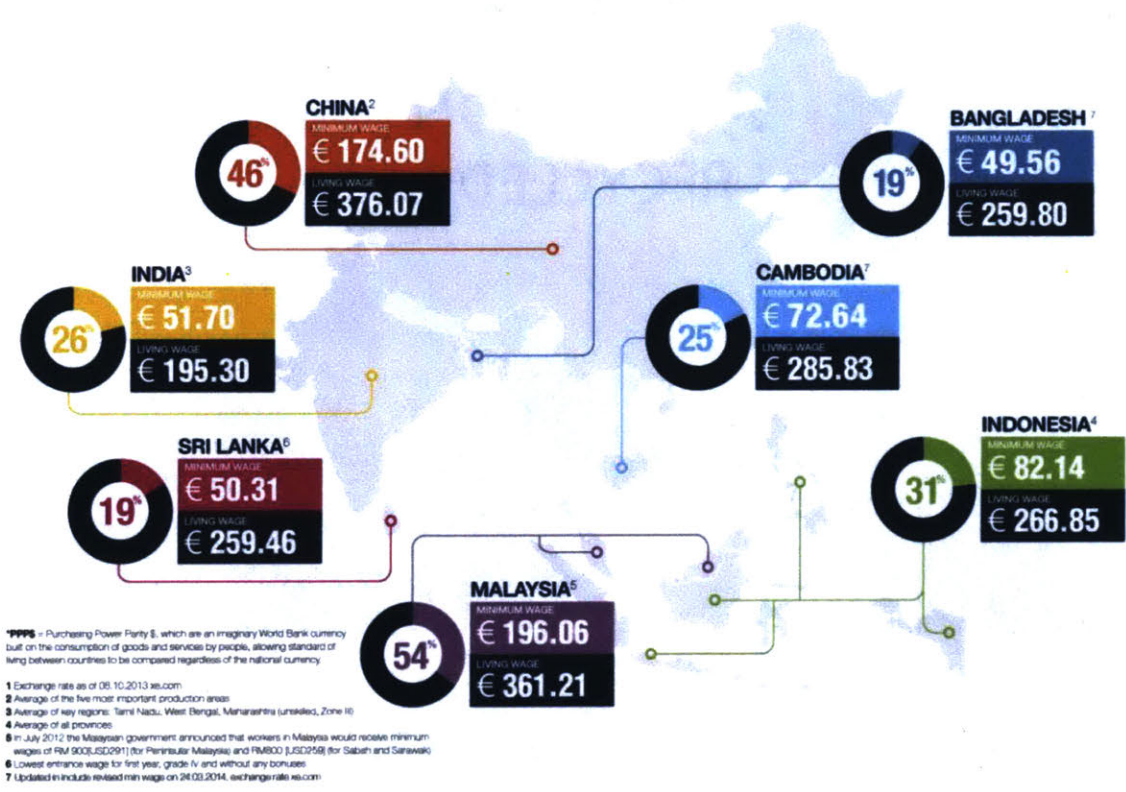 CHINA²
MINIMUM WAGE
€ 174.60
46%
LIVING WAGE
€ 376.07
BANGLADESH ⁷
MINIMUM WAGE
€ 49.56
19%
LIVING WAGE
€ 259.80
INDIA³
MINIMUM WAGE
€ 51.70
26%
LIVING WAGE
€ 195.30
CAMBODIA⁷
MINIMUM WAGE
€ 72.64
25%
LIVING WAGE
€ 285.83
SRI LANKA⁶
MINIMUM WAGE
€ 50.31
19%
LIVING WAGE
€ 259.46
INDONESIA⁴
MINIMUM WAGE
€ 82.14
31%
LIVING WAGE
€ 266.85
MALAYSIA⁵
MINIMUM WAGE
€ 196.06
54%
LIVING WAGE
€ 361.21
*PPP$ = Purchasing Power Parity $, which are an imaginary World Bank currency
built on the consumption of goods and services by people, allowing standard of
living between countries to be compared regardless of the national currency
1 Exchange rate as of 08.10.2013 xe.com
2 Average of the five most important production areas
3 Average of key regions: Tamil Nadu, West Bengal, Maharashtra (unskilled, Zone III)
4 Average of all provinces
5 In July 2012 the Malaysian government announced that workers in Malaysia would receive minimum
wages of RM 900[USD291] (for Peninsular Malaysia) and RM800 [USD259] (for Sabah and Sarawak)
6 Lowest entrance wage for first year, grade IV and without any bonuses
7 Updated in include revised min wage on 24.03.2014, exchange rate xe.com